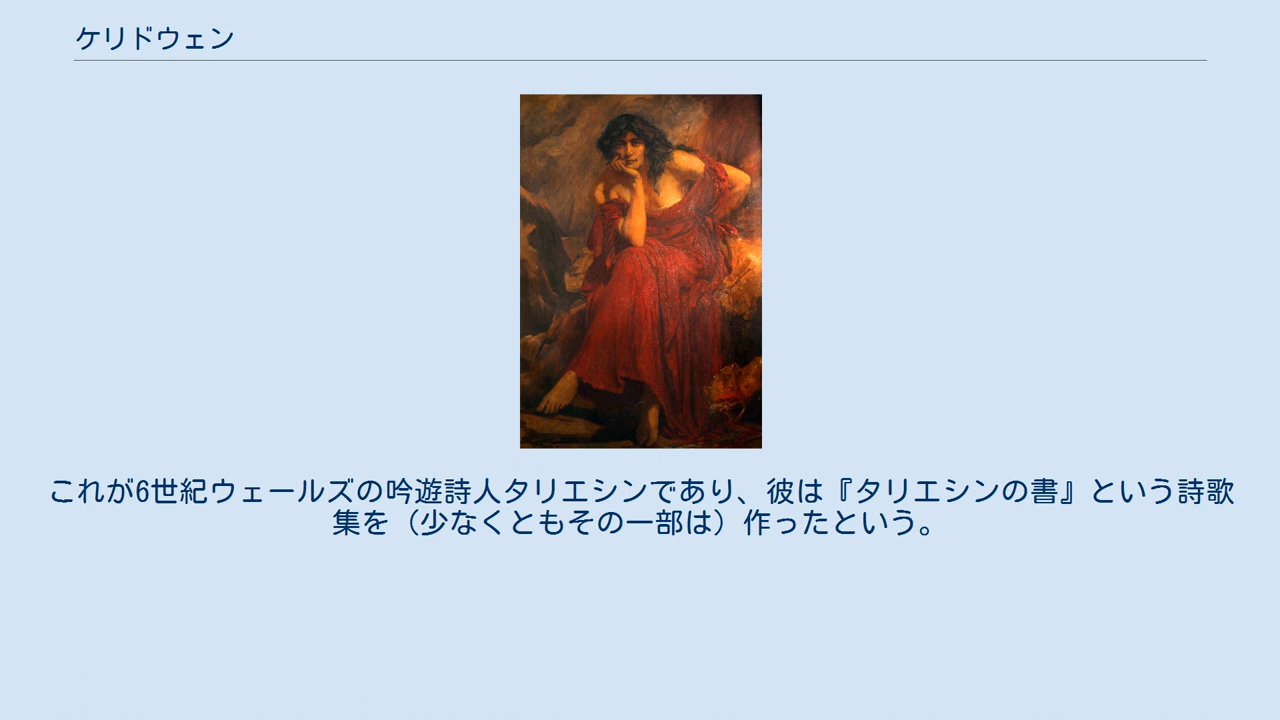 ケリドウェン
これが6世紀ウェールズの吟遊詩人タリエシンであり、彼は『タリエシンの書』という詩歌
集を（少なくともその一部は）作ったという。